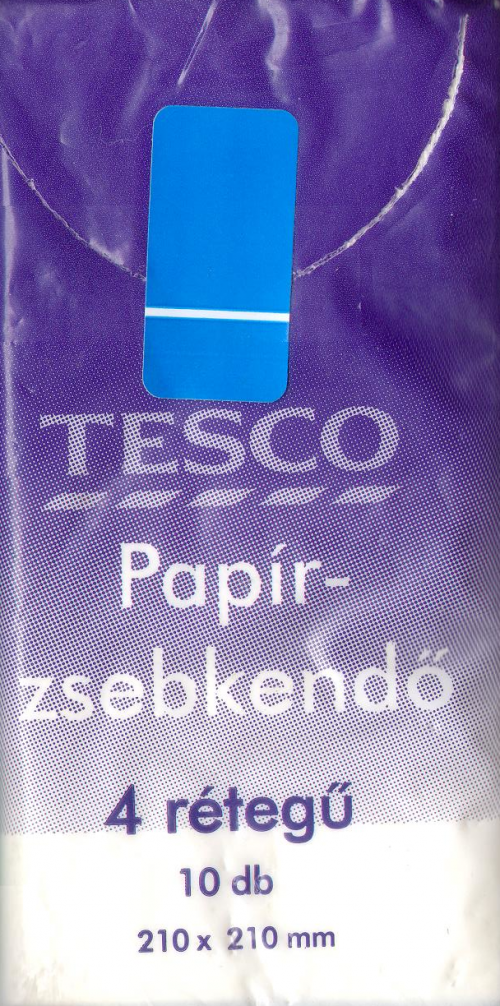 TESCO
Papír-
zsebkendő
4 rétegű
10 db
210 x 210 mm